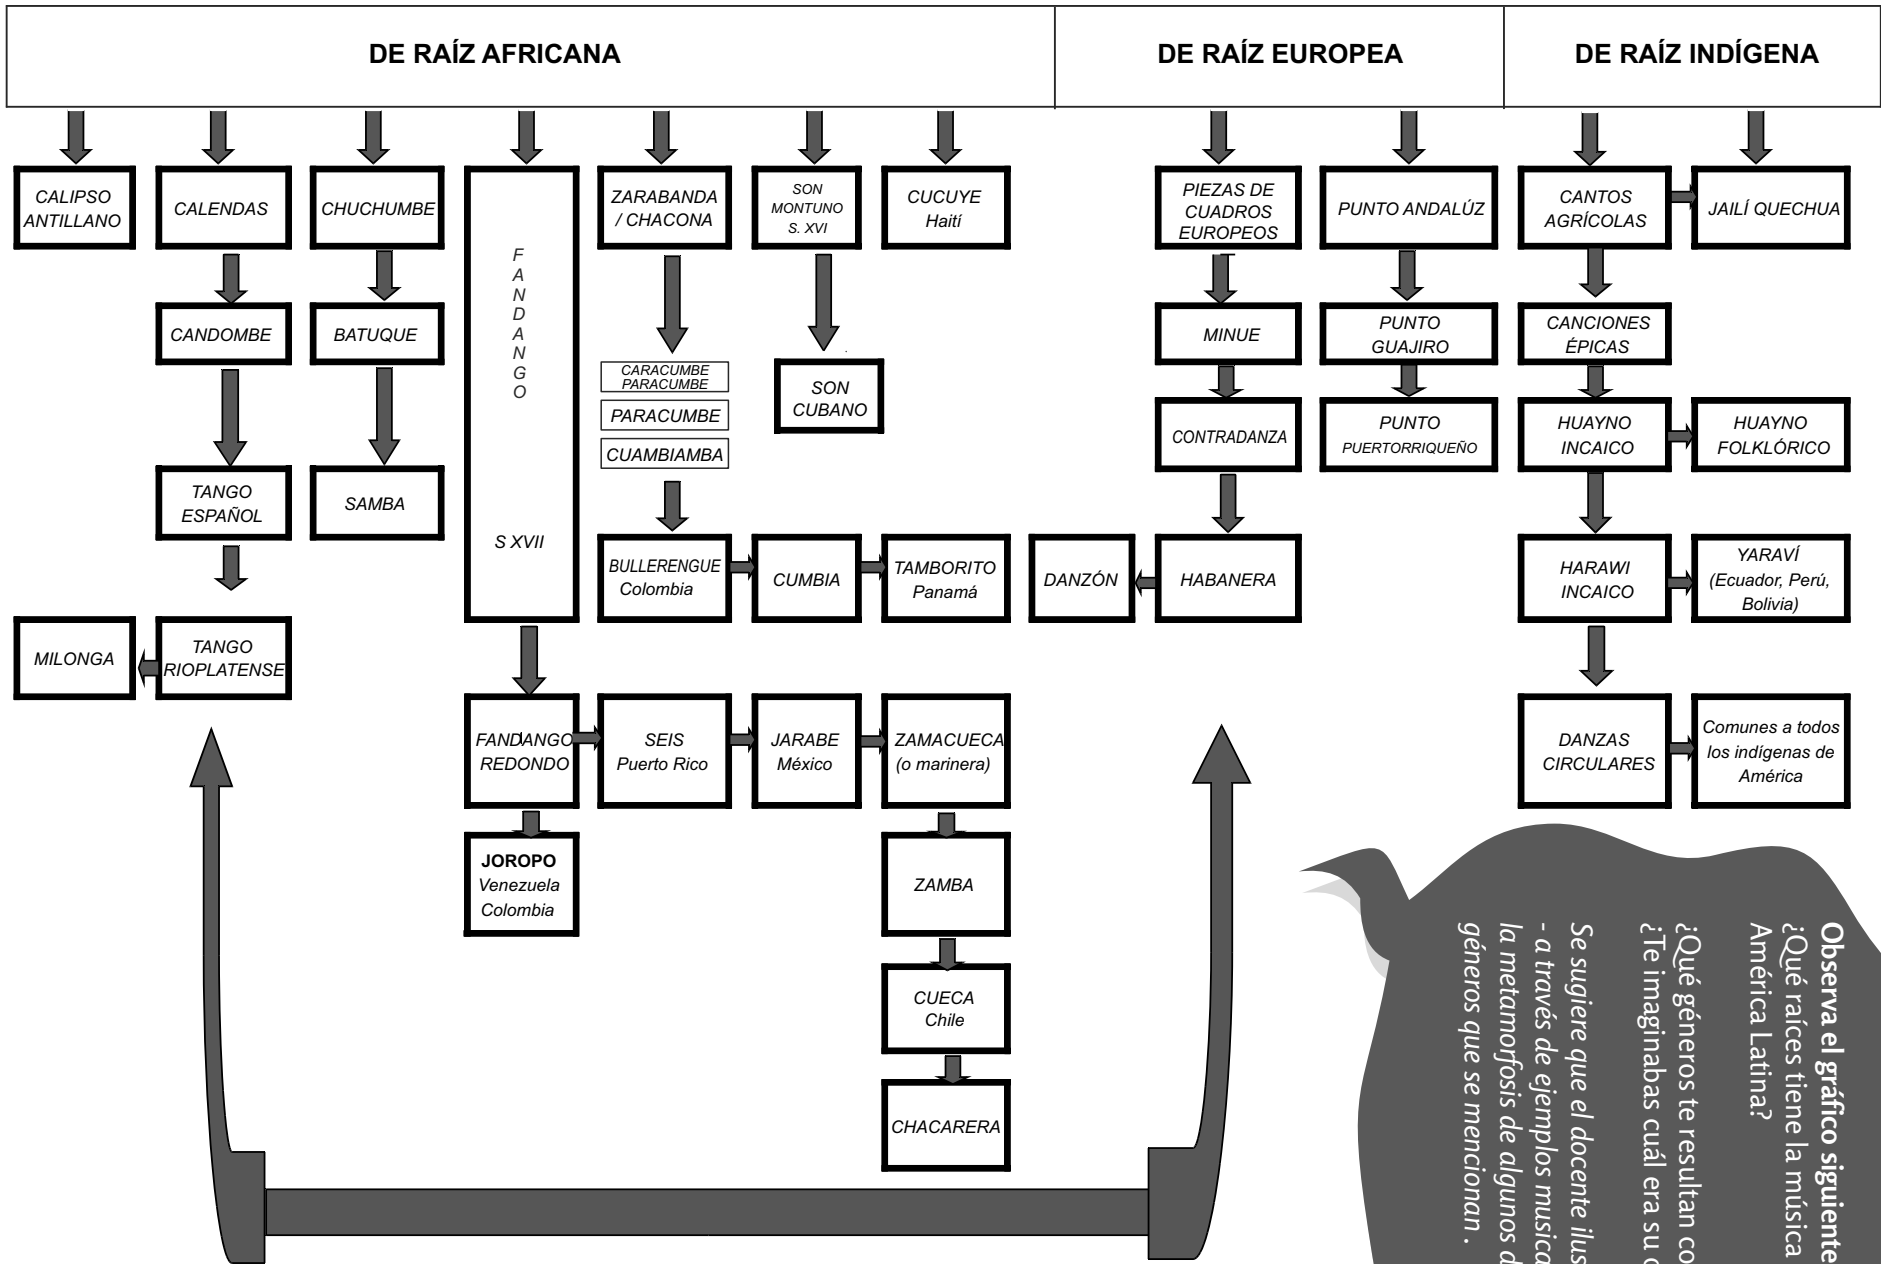 DE RAÍZ AFRICANA
DE RAÍZ EUROPEA
DE RAÍZ INDÍGENA
CALIPSO
ANTILLANO
CALENDAS
CHUCHUMBE
FANDANGO
S XVII
ZARABANDA
/ CHACONA
SON
MONTUNO
S. XVI
CUCUYE
Haití
PIEZAS DE
CUADROS
EUROPEOS
PUNTO ANDALÚZ
CANTOS
AGRÍCOLAS
JAILÍ QUECHUA
CANDOMBE
BATUQUE
CARACUMBE
PARACUMBE
PARACUMBE
CUAMBIAMBA
SON
CUBANO
MINUE
PUNTO
GUAJIRO
CANCIONES
ÉPICAS
CONTRADANZA
PUNTO
PUERTORRIQUEÑO
HUAYNO
INCAICO
HUAYNO
FOLKLÓRICO
TANGO
ESPAÑOL
SAMBA
BULLERENGUE
Colombia
CUMBIA
TAMBORITO
Panamá
DANZÓN
HABANERA
HARAWI
INCAICO
YARAVÍ
(Ecuador, Perú,
Bolivia)
MILONGA
TANGO
RIOPLATENSE
FANDANGO
REDONDO
SEIS
Puerto Rico
JARABE
México
ZAMACUECA
(o marinera)
DANZAS
CIRCULARES
Comunes a todos
los indígenas de
América
JOROPO
Venezuela
Colombia
ZAMBA
CUECA
Chile
CHACARERA
Observa el gráfico siguiente
¿Qué raíces tiene la música
América Latina?
¿Qué géneros te resultan co
¿Te imaginabas cuál era su
Se sugiere que el docente ilus
- a través de ejemplos musica
la metamorfosis de algunos d
géneros que se mencionan .